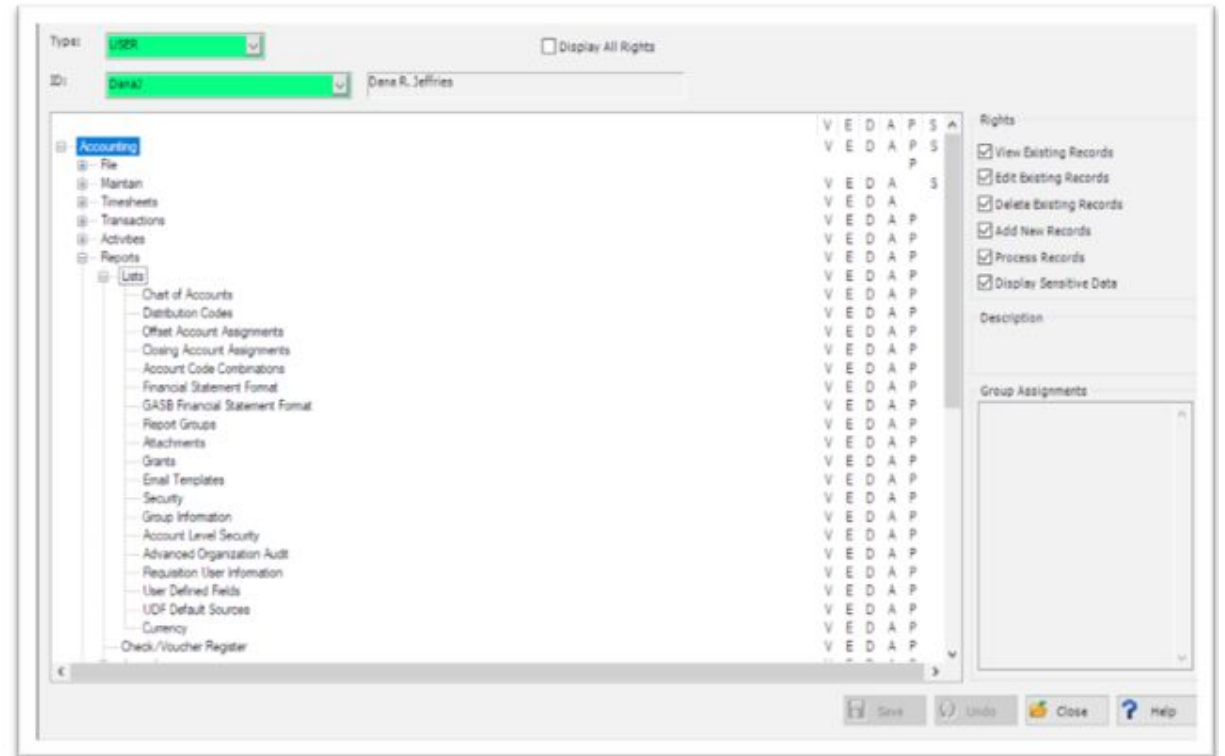 Type: USER Display All Rights
ID: DanaJ Dana R. Jeffries
V E D A P S
Accounting V E D A P S
File P
Maintain V E D A S
Timesheets V E D A
Transactions V E D A P
Activities V E D A P
Reports V E D A P
Lists V E D A P
Chart of Accounts V E D A P
Distribution Codes V E D A P
Offset Account Assignments V E D A P
Closing Account Assignments V E D A P
Account Code Combinations V E D A P
Financial Statement Format V E D A P
GASB Financial Statement Format V E D A P
Report Groups V E D A P
Attachments V E D A P
Grants V E D A P
Email Templates V E D A P
Security V E D A P
Group Information V E D A P
Account Level Security V E D A P
Advanced Organization Audit V E D A P
Requisition User Information V E D A P
User Defined Fields V E D A P
UDF Default Sources V E D A P
Currency V E D A P
Check/Voucher Register V E D A P
Rights
View Existing Records
Edit Existing Records
Delete Existing Records
Add New Records
Process Records
Display Sensitive Data
Description
Group Assignments
Save Undo Close Help